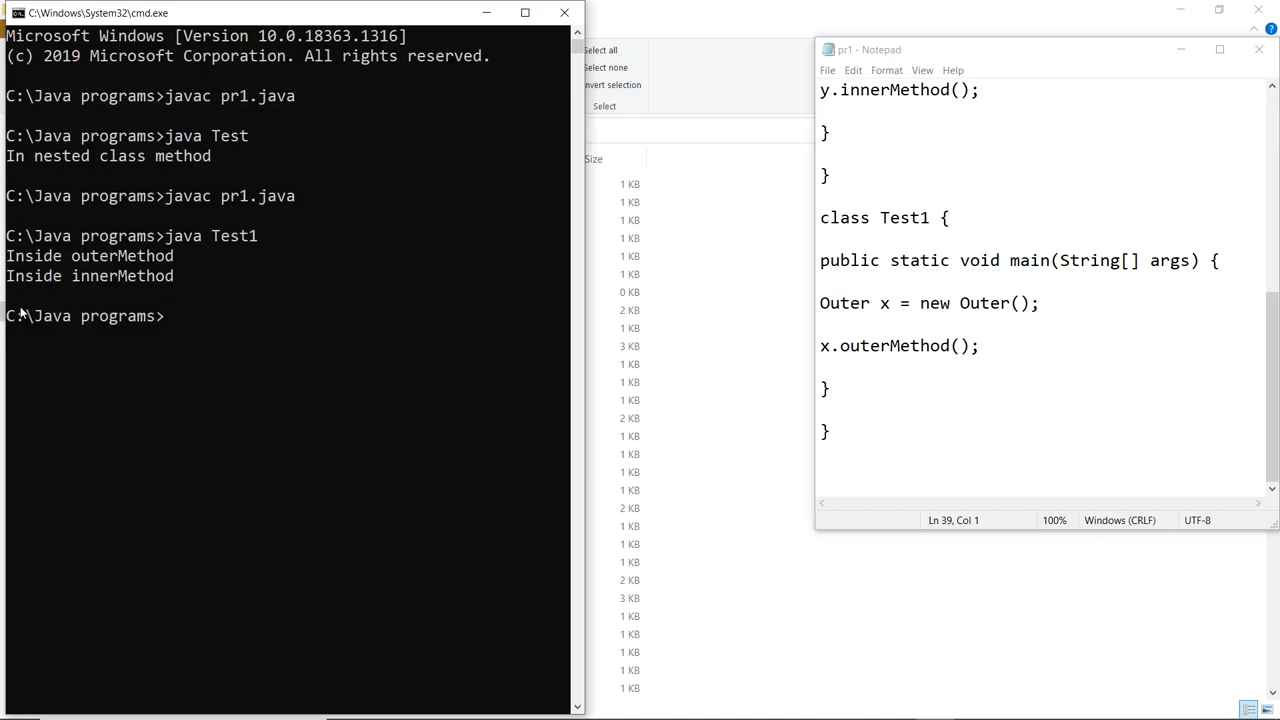 C:\Windows\System32\cmd.exe
Microsoft Windows [Version 10.0.18363.1316]
(c) 2019 Microsoft Corporation. All rights reserved.
C:\Java programs>javac pr1.java
C:\Java programs>java Test
In nested class method
C:\Java programs>javac pr1.java
C:\Java programs>java Test1
Inside outerMethod
Inside innerMethod
C:\Java programs>
Select all
Select none
nvert selection
Select
Size
1 KB
1 KB
1 KB
1 KB
1 KB
1 KB
0 KB
2 KB
1 KB
3 KB
1 KB
1 KB
1 KB
2 KB
1 KB
1 KB
1 KB
1 KB
2 KB
1 KB
1 KB
1 KB
2 KB
3 KB
1 KB
1 KB
1 KB
1 KB
1 KB
pr1 - Notepad
File Edit Format View Help
y.innerMethod();
}
}
class Test1 {
public static void main(String[] args) {
Outer x = new Outer();
x.outerMethod();
}
}
Ln 39, Col 1 100% Windows (CRLF) UTF-8